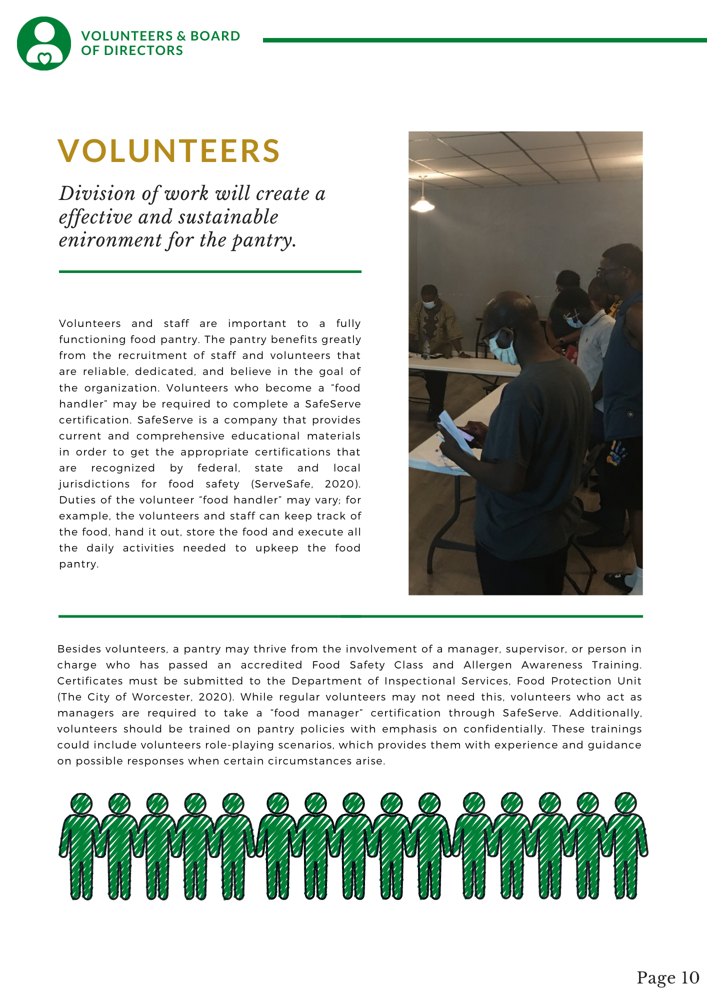 VOLUNTEERS & BOARD
OF DIRECTORS
VOLUNTEERS
Division of work will create a
effective and sustainable
enironment for the pantry.
Volunteers and staff are important to a fully
functioning food pantry. The pantry benefits greatly
from the recruitment of staff and volunteers that
are reliable, dedicated, and believe in the goal of
the organization. Volunteers who become a “food
handler” may be required to complete a SafeServe
certification. SafeServe is a company that provides
current and comprehensive educational materials
in order to get the appropriate certifications that
are recognized by federal, state and local
jurisdictions for food safety (ServeSafe, 2020).
Duties of the volunteer “food handler” may vary; for
example, the volunteers and staff can keep track of
the food, hand it out, store the food and execute all
the daily activities needed to upkeep the food
pantry.
Besides volunteers, a pantry may thrive from the involvement of a manager, supervisor, or person in
charge who has passed an accredited Food Safety Class and Allergen Awareness Training.
Certificates must be submitted to the Department of Inspectional Services, Food Protection Unit
(The City of Worcester, 2020). While regular volunteers may not need this, volunteers who act as
managers are required to take a “food manager” certification through SafeServe. Additionally,
volunteers should be trained on pantry policies with emphasis on confidentially. These trainings
could include volunteers role-playing scenarios, which provides them with experience and guidance
on possible responses when certain circumstances arise.
Page 10